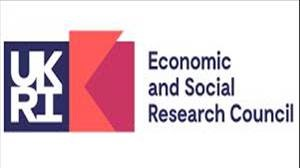 UK
RI
Economic
and Social
Research Council